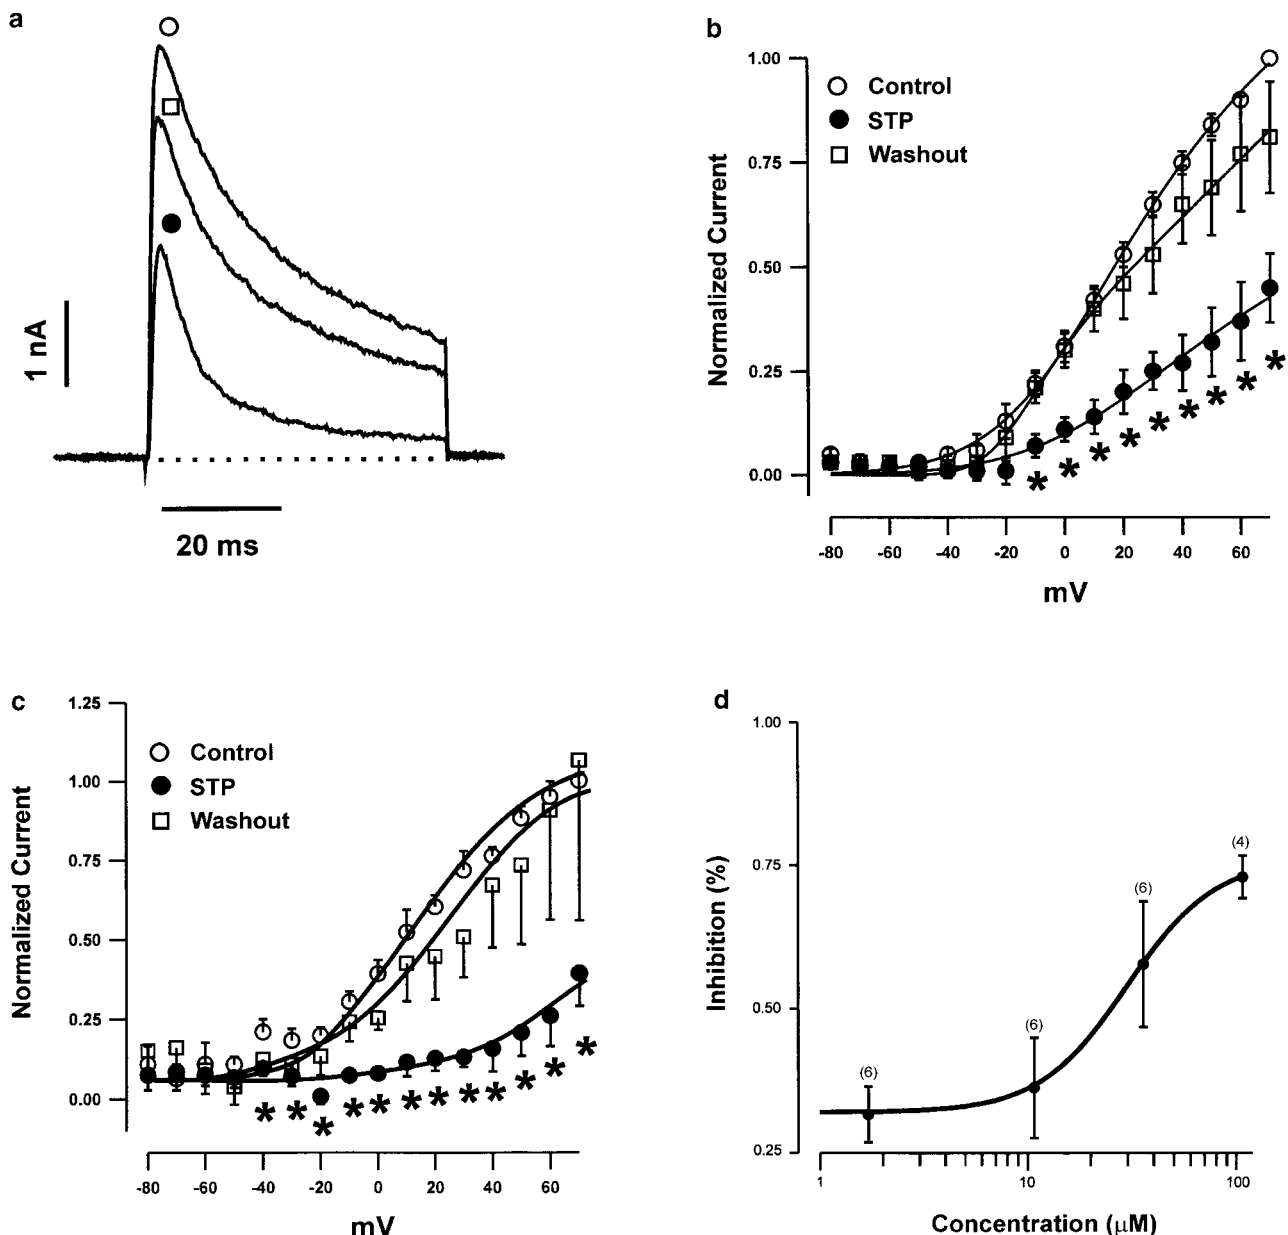 a
1 nA
20 ms
b
1.00
0.75
0.50
0.25
0.00
Normalized Current
Control
STP
Washout
* * * * * * * * *
-80 -60 -40 -20 0 20 40 60
mV
c
1.25
1.00
0.75
0.50
0.25
0.00
Normalized Current
Control
STP
Washout
* * * * * * * * * * * *
-80 -60 -40 -20 0 20 40 60
mV
d
1.00
0.75
0.50
0.25
Inhibition (%)
(6)
(6)
(6)
(4)
1 10 100
Concentration (µM)